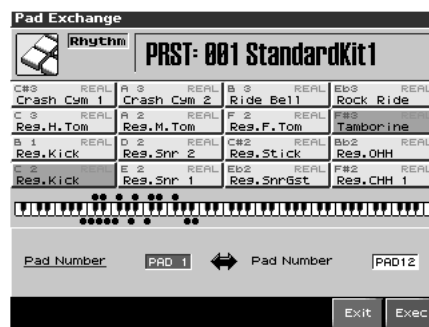 Pad Exchange
Rhythm
PRST: 001 StandardKit1
C#3 REAL A 3 REAL B 3 REAL Eb3 REAL
Crash Cym 1 Crash Cym 2 Ride Bell Rock Ride
C 3 REAL A 2 REAL F 2 REAL F#3 REAL
Reg.H.Tom Reg.M.Tom Reg.F.Tom Tamborine
B 1 REAL D 2 REAL C#2 REAL Bb2 REAL
Reg.Kick Reg.Snr 2 Reg.Stick Reg.OHH
C 2 REAL E 2 REAL Eb2 REAL F#2 REAL
Reg.Kick Reg.Snr 1 Reg.SnrGst Reg.CHH 1
Pad Number PAD 1 Pad Number PAD12
Exit Exec